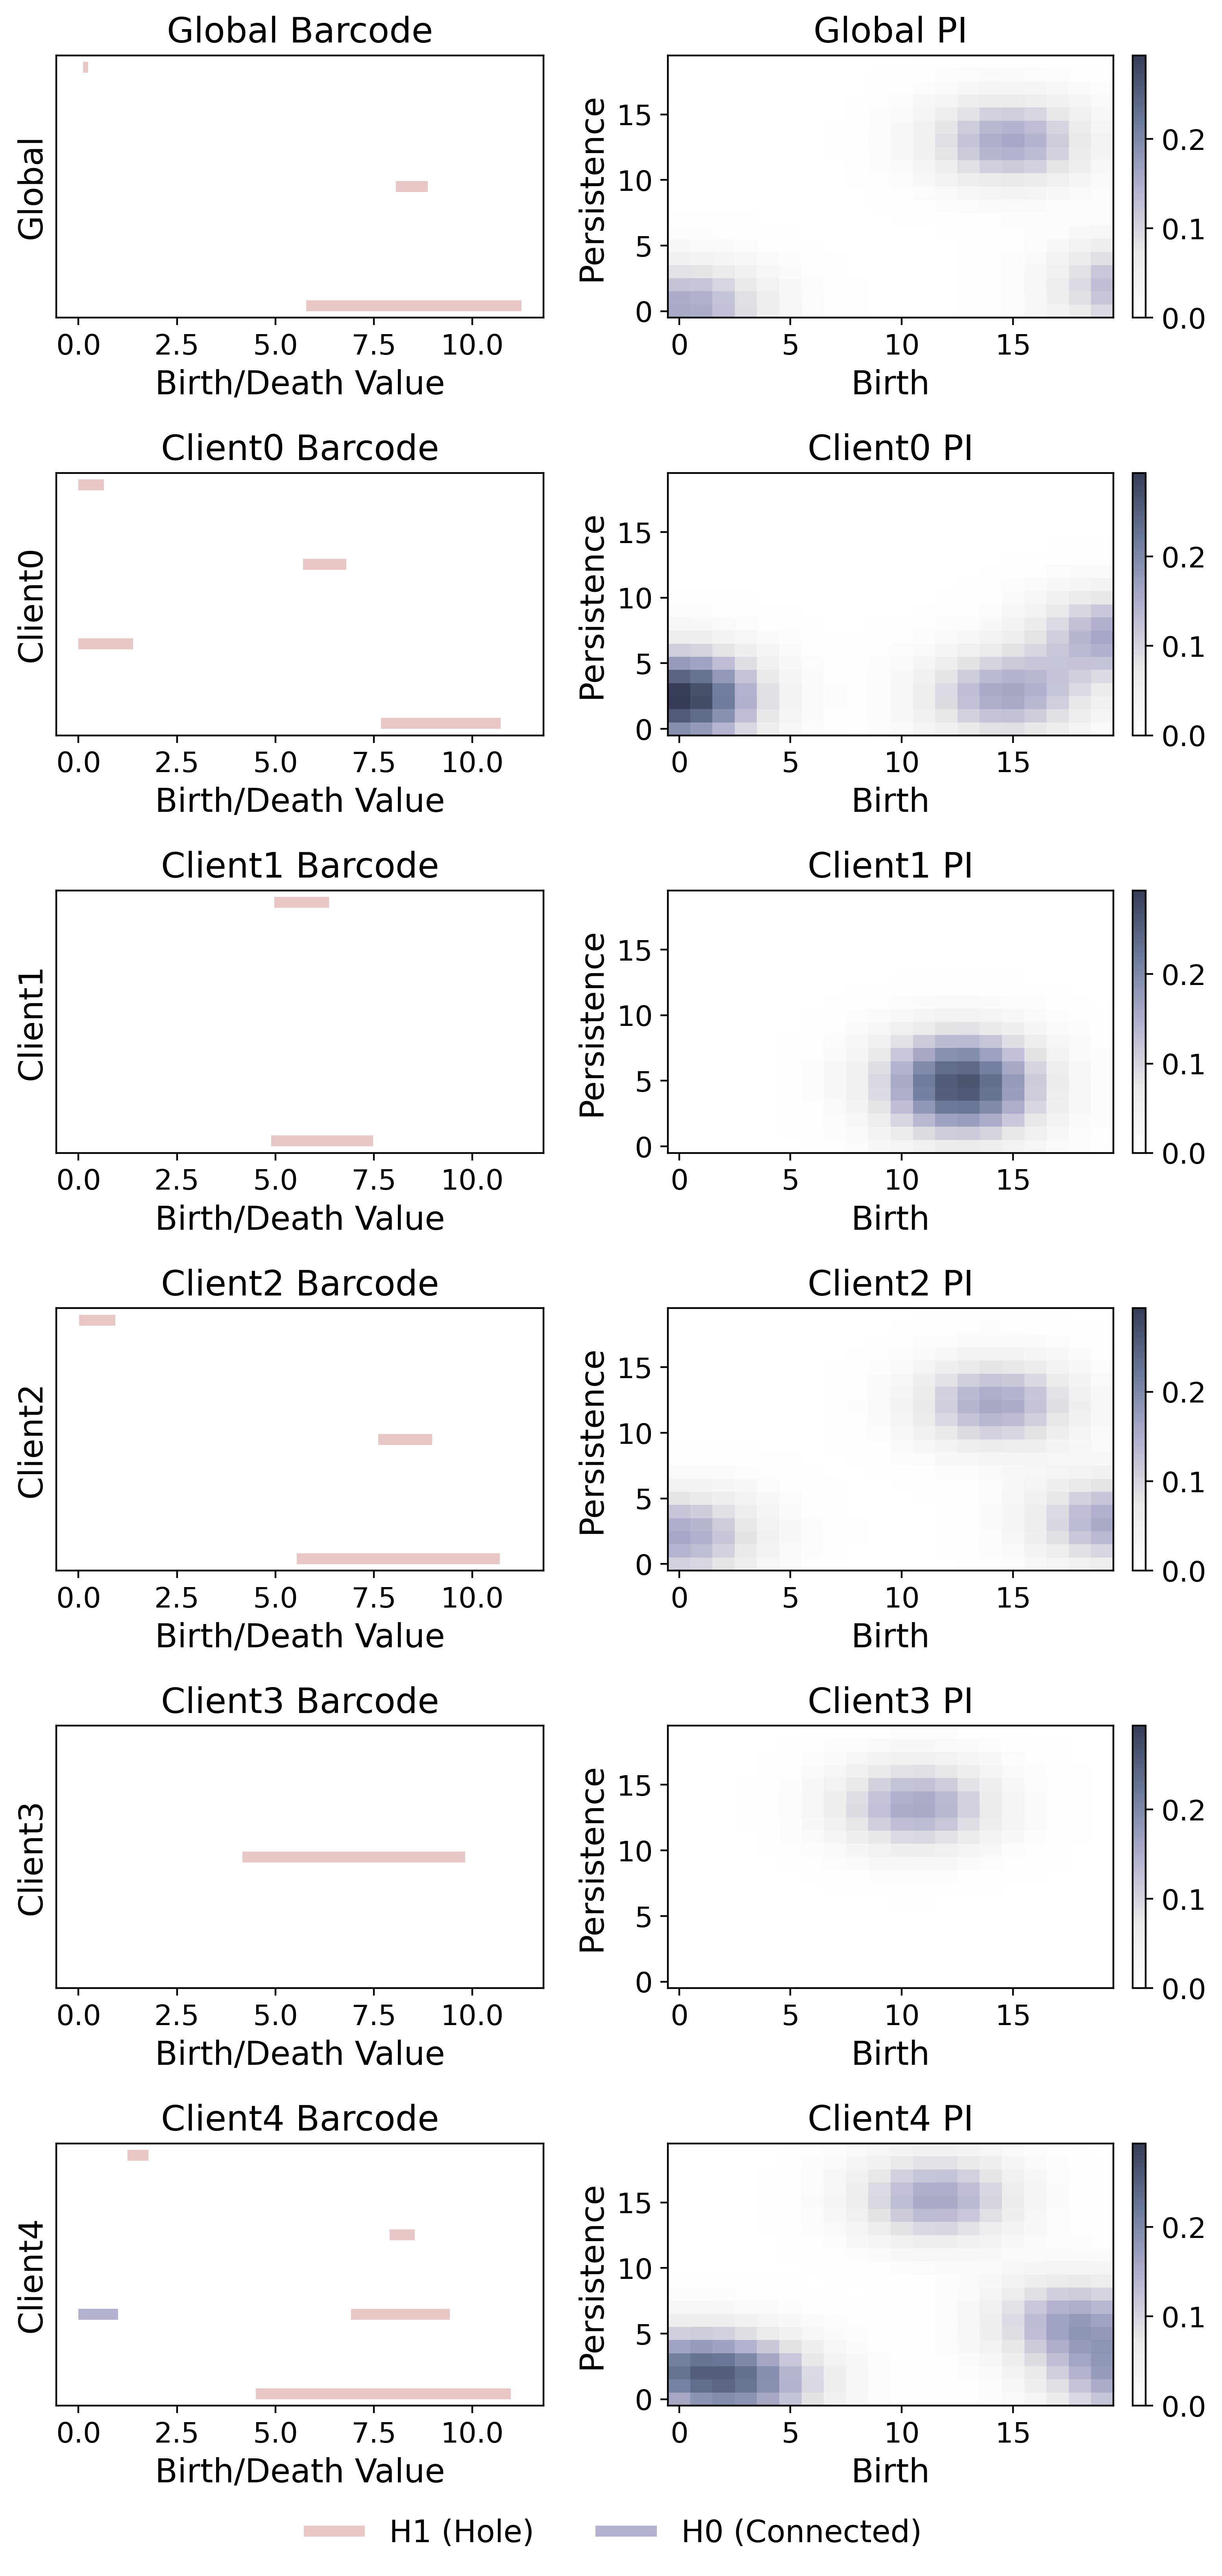 Global Barcode
Global
0.0 2.5 5.0 7.5 10.0
Birth/Death Value
Global PI
Persistence
15
10
5
0
0 5 10 15
Birth
0.2
0.1
0.0
Client0 Barcode
Client0
0.0 2.5 5.0 7.5 10.0
Birth/Death Value
Client0 PI
Persistence
15
10
5
0
0 5 10 15
Birth
0.2
0.1
0.0
Client1 Barcode
Client1
0.0 2.5 5.0 7.5 10.0
Birth/Death Value
Client1 PI
Persistence
15
10
5
0
0 5 10 15
Birth
0.2
0.1
0.0
Client2 Barcode
Client2
0.0 2.5 5.0 7.5 10.0
Birth/Death Value
Client2 PI
Persistence
15
10
5
0
0 5 10 15
Birth
0.2
0.1
0.0
Client3 Barcode
Client3
0.0 2.5 5.0 7.5 10.0
Birth/Death Value
Client3 PI
Persistence
15
10
5
0
0 5 10 15
Birth
0.2
0.1
0.0
Client4 Barcode
Client4
0.0 2.5 5.0 7.5 10.0
Birth/Death Value
Client4 PI
Persistence
15
10
5
0
0 5 10 15
Birth
0.2
0.1
0.0
H1 (Hole) H0 (Connected)